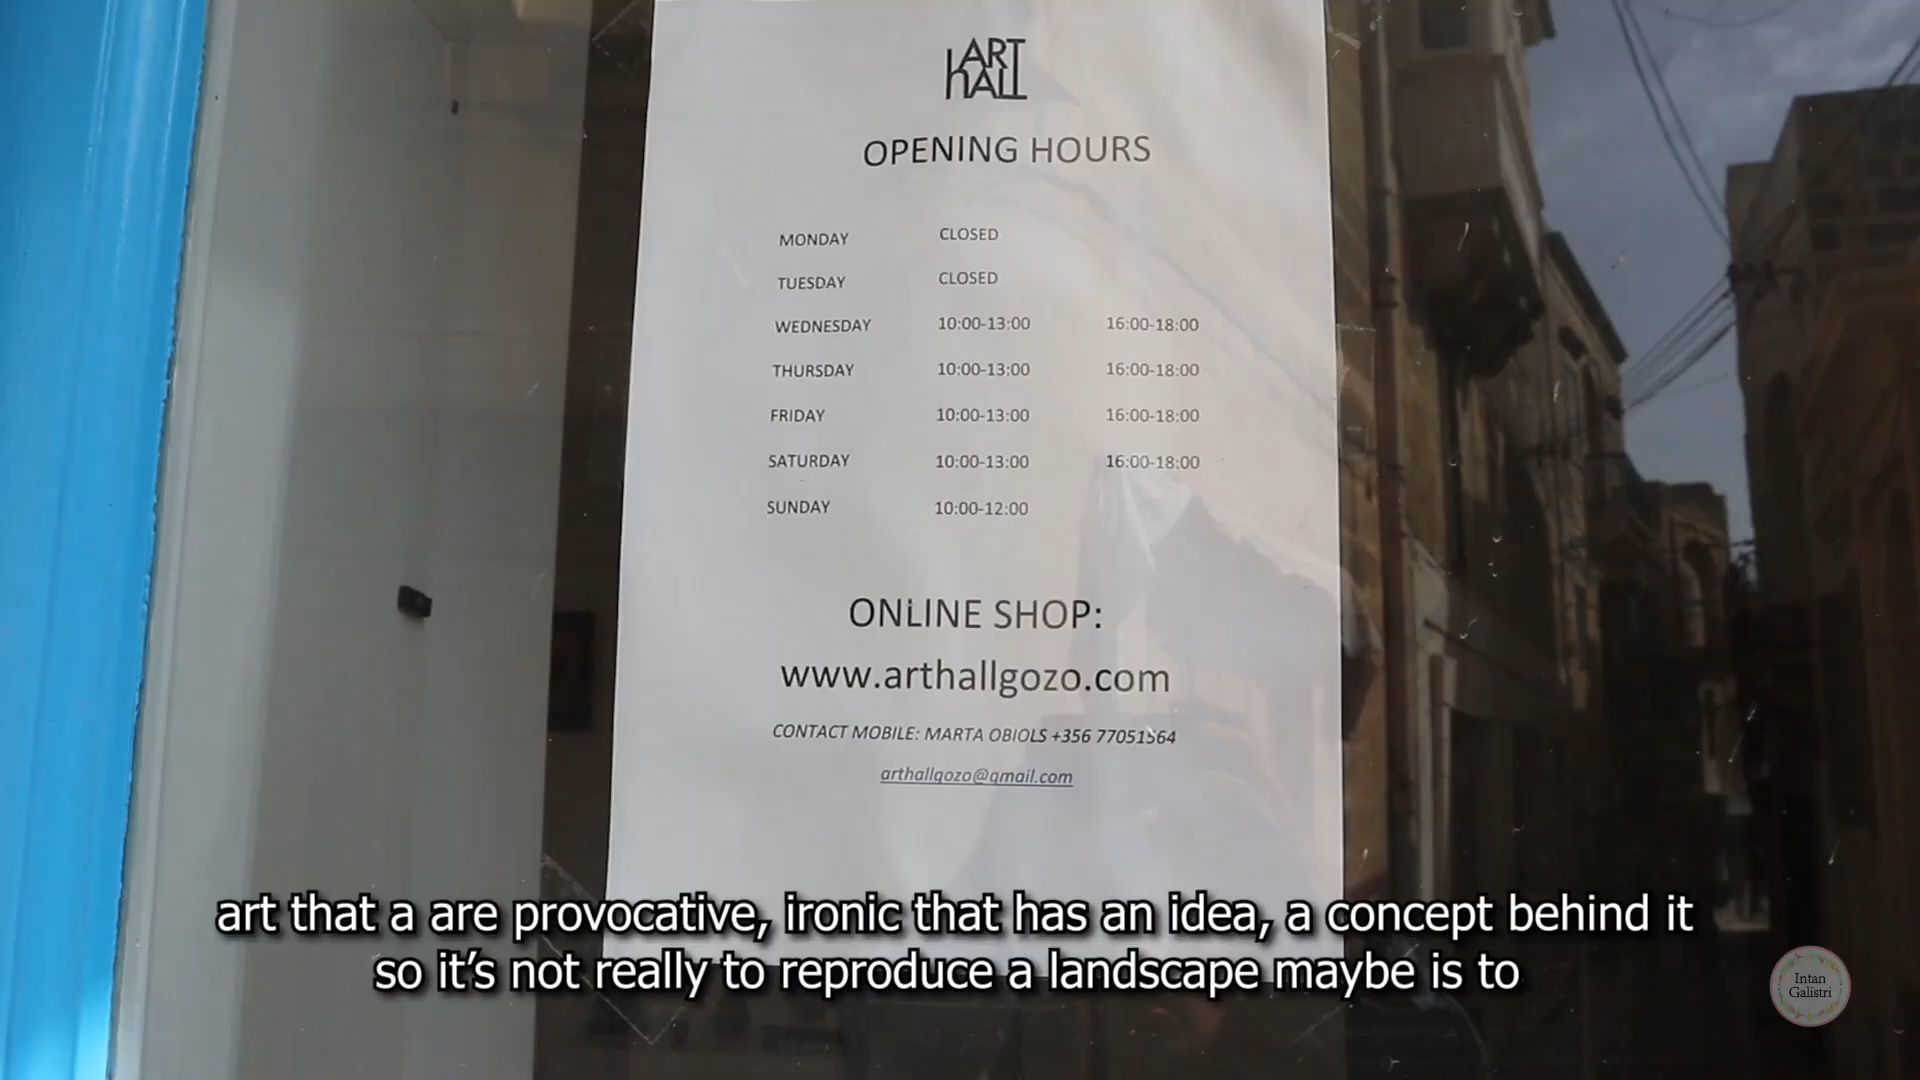 ART
hALL
OPENING HOURS
MONDAY CLOSED
TUESDAY CLOSED
WEDNESDAY 10:00-13:00 16:00-18:00
THURSDAY 10:00-13:00 16:00-18:00
FRIDAY 10:00-13:00 16:00-18:00
SATURDAY 10:00-13:00 16:00-18:00
SUNDAY 10:00-12:00
ONLINE SHOP:
www.arthallgozo.com
CONTACT MOBILE: MARTA OBIOLS +356 77051564
arthallgozo@gmail.com
art that a are provocative, ironic that has an idea, a concept behind it
so it’s not really to reproduce a landscape maybe is to
Intan
Galistri